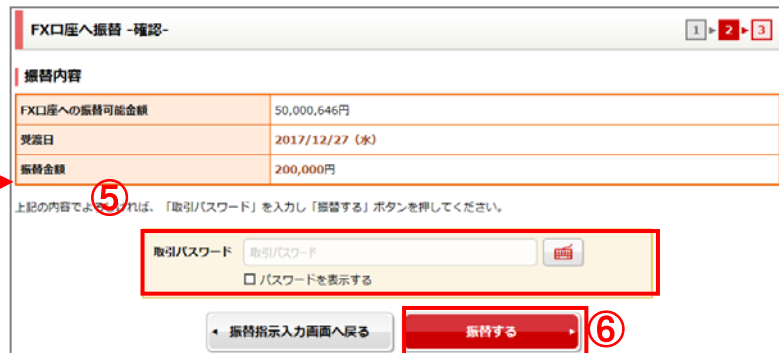 FX口座へ振替 -確認-
1 2 3
振替内容
FX口座への振替可能金額 50,000,646円
受渡日 2017/12/27（水）
振替金額 200,000円
⑤
上記の内容でよろしければ、「取引パスワード」を入力し「振替する」ボタンを押してください。
取引パスワード 取引パスワード
パスワードを表示する
振替指示入力画面へ戻る 振替する ⑥